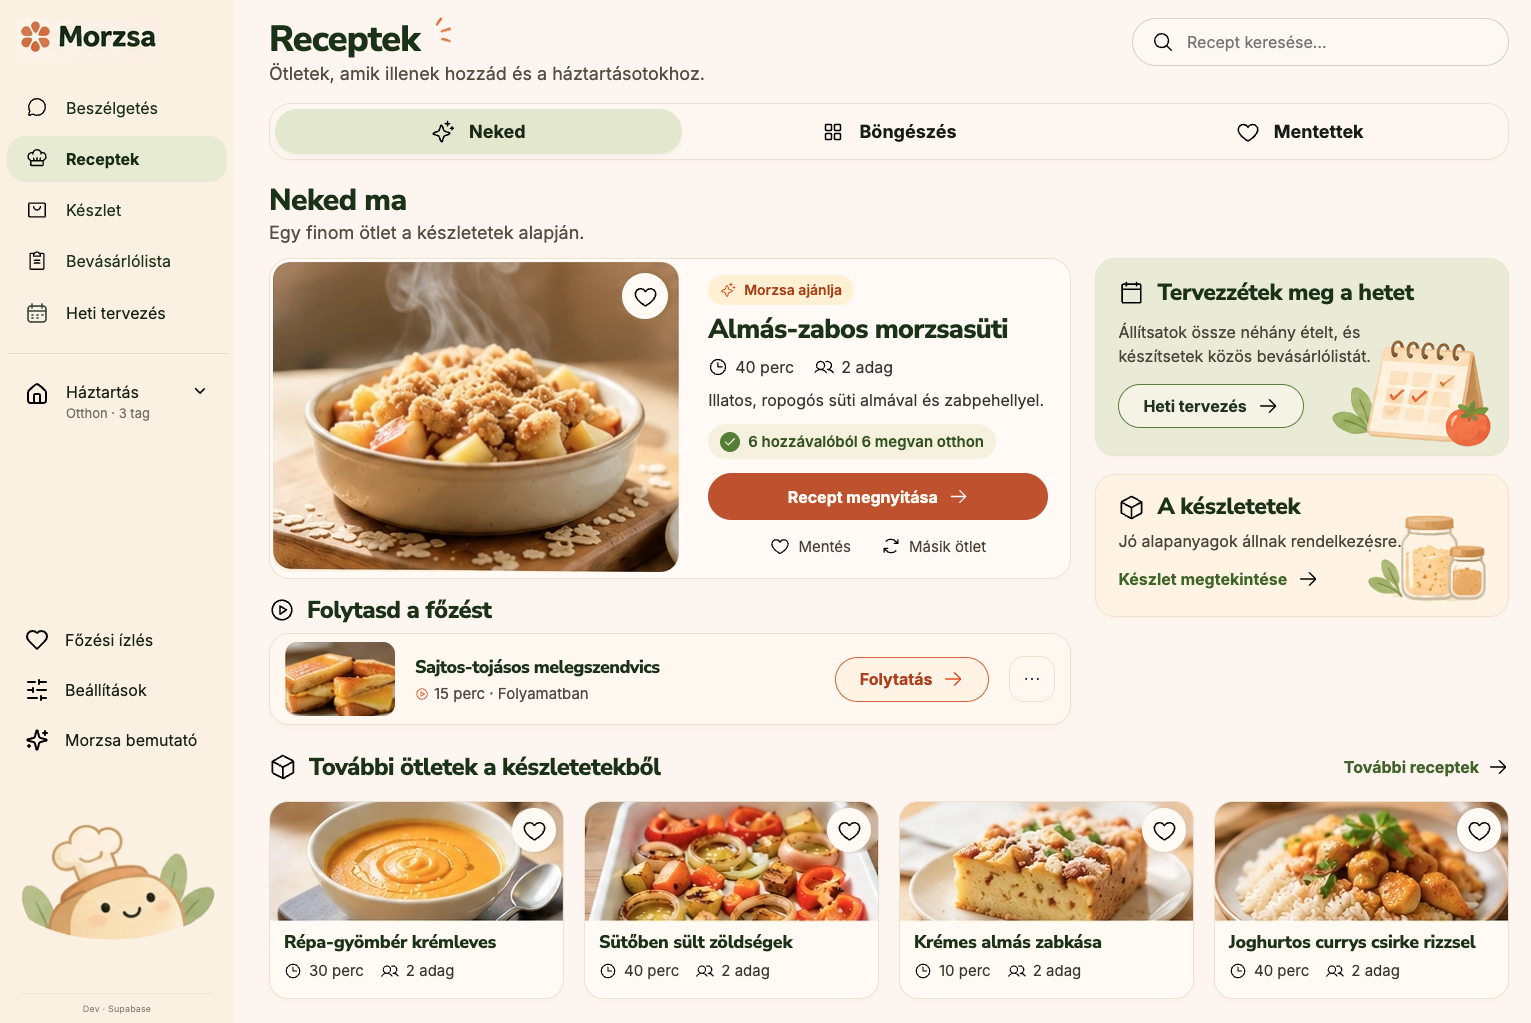 Morzsa
Beszélgetés
Receptek
Készlet
Bevásárlólista
Heti tervezés
Háztartás
Otthon · 3 tag
Főzési ízlés
Beállítások
Morzsa bemutató
Dev · Supabase
Receptek
Ötletek, amik illenek hozzád és a háztartásotokhoz.
Recept keresése...
Neked
Böngészés
Mentettek
Neked ma
Egy finom ötlet a készletetek alapján.
Morzsa ajánlja
Almás-zabos morzsasüti
40 perc 2 adag
Illatos, ropogós süti almával és zabpehellyel.
6 hozzávalóból 6 megvan otthon
Recept megnyitása
Mentés Másik ötlet
Tervezzétek meg a hetet
Állítsatok össze néhány ételt, és
készítsetek közös bevásárlólistát.
Heti tervezés
A készletetek
Jó alapanyagok állnak rendelkezésre.
Készlet megtekintése
Folytasd a főzést
Sajtos-tojásos melegszendvics
15 perc · Folyamatban
Folytatás
...
További ötletek a készletetekből
További receptek
Répa-gyömbér krémleves
30 perc 2 adag
Sütőben sült zöldségek
40 perc 2 adag
Krémes almás zabkása
10 perc 2 adag
Joghurtos currys csirke rizzsel
40 perc 2 adag